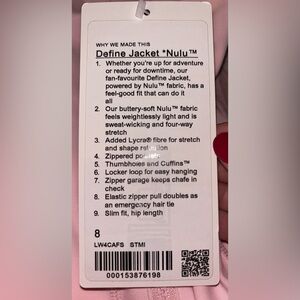 WHY WE MADE THIS
Define Jacket *Nulu™
1. Whether you're up for adventure
or ready for downtime, our
fan-favourite Define Jacket,
powered by Nulu™ fabric, has a
feel-good fit that can do it
all
2. Our buttery-soft Nulu™ fabric
feels weightlessly light and is
sweat-wicking and four-way
stretch
3. Added Lycra® fibre for stretch
and shape
4. Zippered
5. Thumbholes and Cuffins™
6. Locker loop for easy hanging
7. Zipper garage keeps chafe in
check
8. Elastic zipper pull doubles as
an emergency hair tie
9. Slim fit, hip length
8
LW4CAFS STMI
000153876198